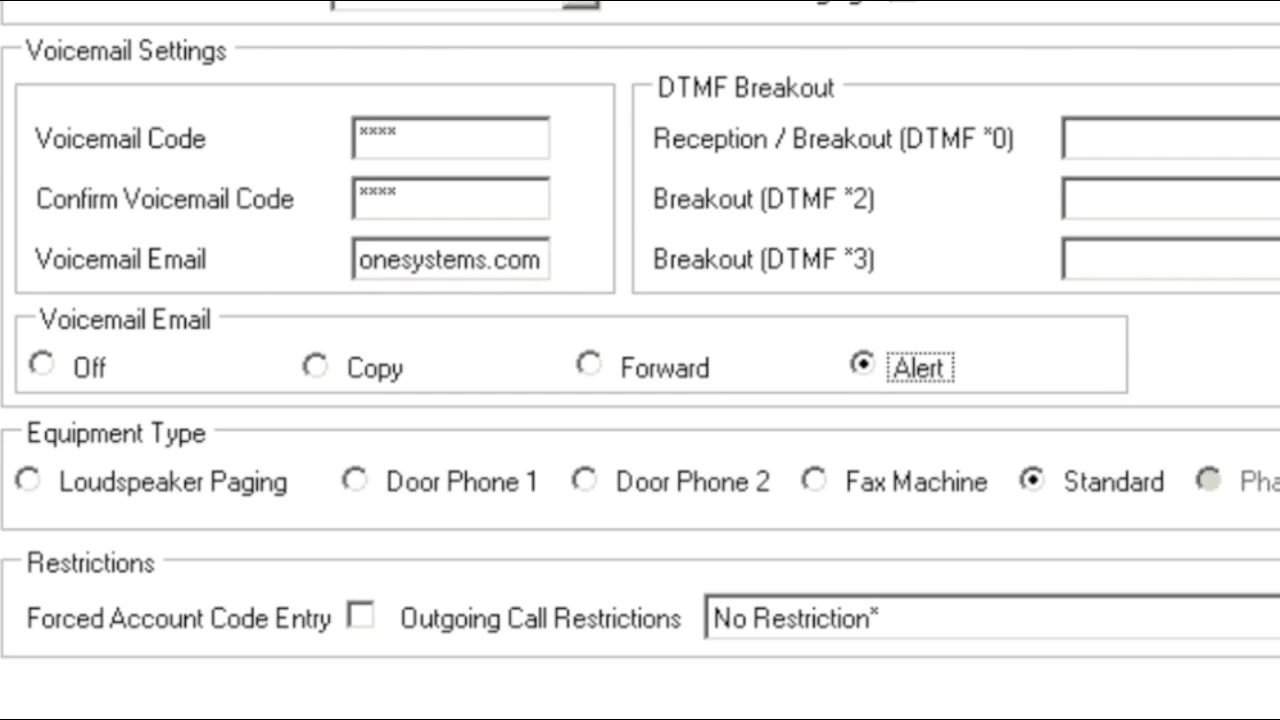 Voicemail Settings
DTMF Breakout
Voicemail Code ****
Reception / Breakout (DTMF *0)
Confirm Voicemail Code ****
Breakout (DTMF *2)
Voicemail Email onesystems.com
Breakout (DTMF *3)
Voicemail Email
Off Copy Forward Alert
Equipment Type
Loudspeaker Paging Door Phone 1 Door Phone 2 Fax Machine Standard
Restrictions
Forced Account Code Entry Outgoing Call Restrictions No Restriction*